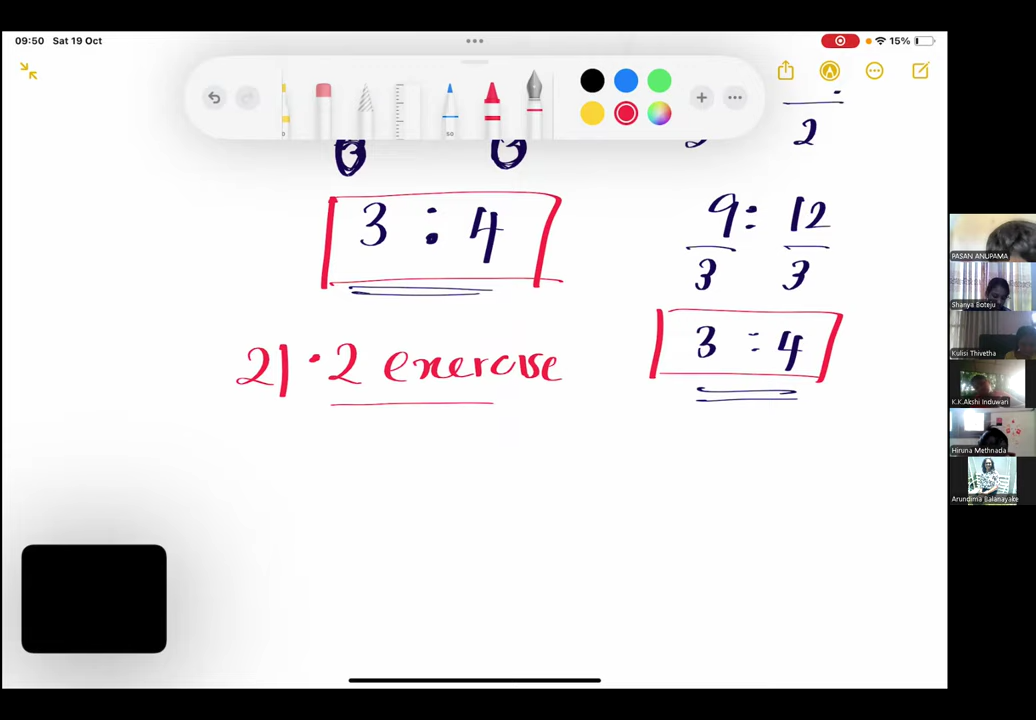 09:50 Sat 19 Oct
15%
50
2
3 : 4
9 : 12
3 3
3 : 4
21.2 exercise
PASAN ANUPAMA
Shanya Boteju
Kulisi Thivetha
K.K.Akshi Induwari
Hiruna Methnada
Arundima Balanayake